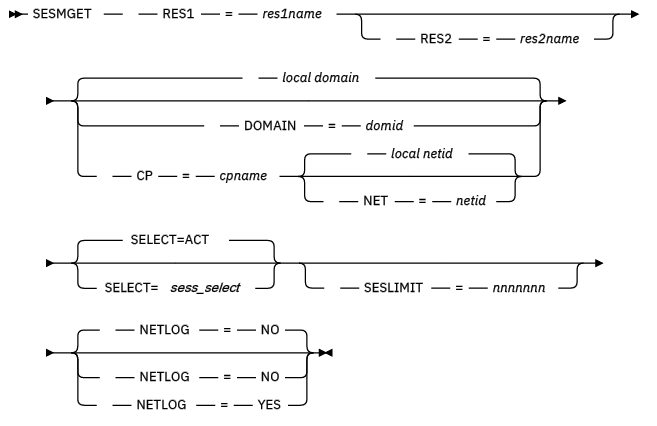 SESMGET RES1 = res1name
RES2 = res2name
local domain
DOMAIN = domid
local netid
CP = cpname
NET = netid
SELECT=ACT
SELECT= sess_select
SESLIMIT = nnnnnnn
NETLOG = NO
NETLOG = NO
NETLOG = YES